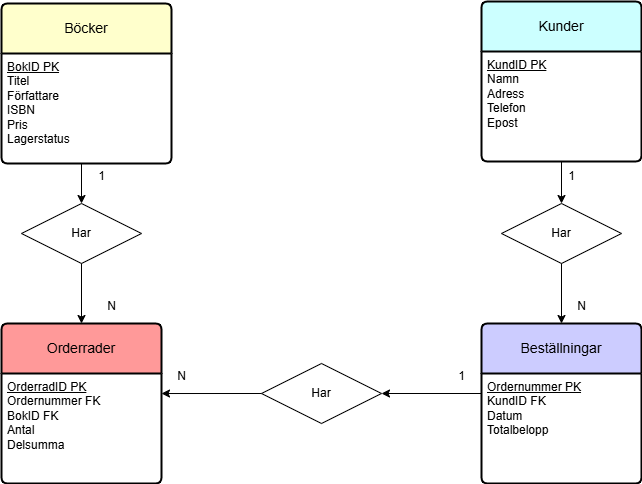 Böcker
BokID PK
Titel
Författare
ISBN
Pris
Lagerstatus
Kunder
KundID PK
Namn
Adress
Telefon
Epost
1
1
Har
Har
N
N
Orderrader
OrderradID PK
Ordernummer FK
BokID FK
Antal
Delsumma
N
Har
1
Beställningar
Ordernummer PK
KundID FK
Datum
Totalbelopp